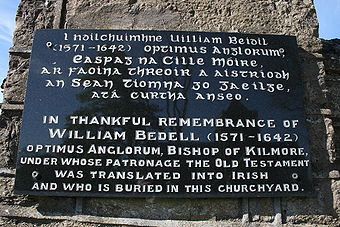 I ndilchuimhne Uilliam Beidil
(1571-1642) optimus Anglorum,
Easpag na Cille Móire,
ar faoina threoir a aistríodh
an Sean Tiomna go Gaeilge,
atá curtha anseo.
IN THANKFUL REMEMBRANCE OF
WILLIAM BEDELL (1571-1642)
OPTIMUS ANGLORUM, BISHOP OF KILMORE,
UNDER WHOSE PATRONAGE THE OLD TESTAMENT
WAS TRANSLATED INTO IRISH
AND WHO IS BURIED IN THIS CHURCHYARD.